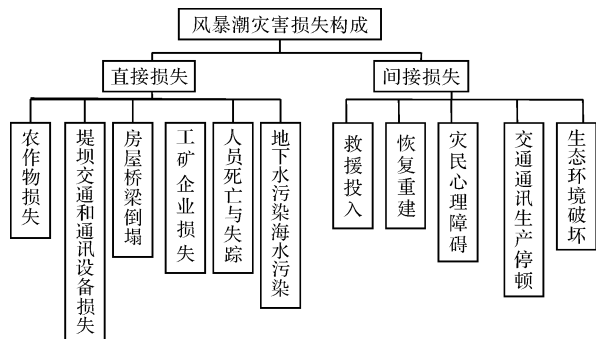 风暴潮灾害损失构成
直接损失
间接损失
农作物损失
堤坝交通和通讯设备损失
房屋桥梁倒塌
工矿企业损失
人员死亡与失踪
地下水污染海水污染
救援投入
恢复重建
灾民心理障碍
交通通讯生产停顿
生态环境破坏